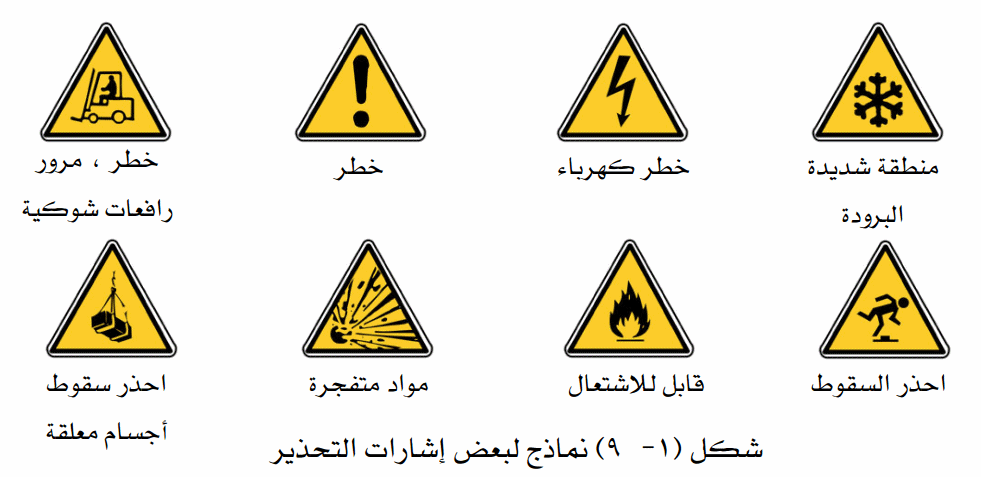 منطقة شديدة
البرودة
خطر كهرباء
خطر
خطر ، مرور
رافعات شوكية
احذر السقوط
قابل للاشتعال
مواد متفجرة
احذر سقوط
أجسام معلقة
شكل (١- ٩) نماذج لبعض إشارات التحذير